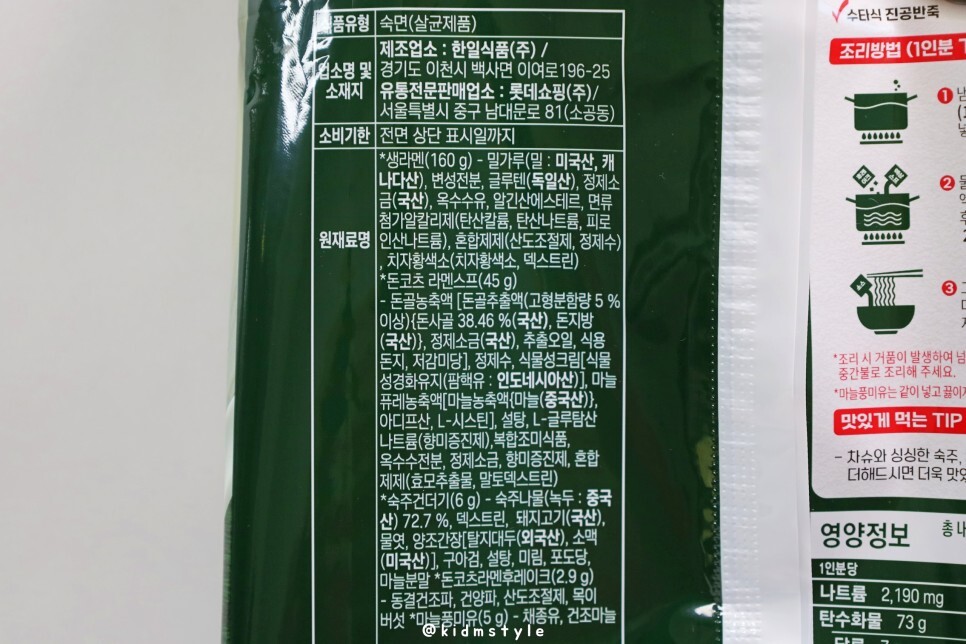 식품유형 숙면(살균제품)
업소명 및 소재지 제조업소 : 한일식품(주) /
경기도 이천시 백사면 이여로196-25
유통전문판매업소 : 롯데쇼핑(주)/
서울특별시 중구 남대문로 81(소공동)
소비기한 전면 상단 표시일까지
원재료명
*생라멘(160 g) - 밀가루(밀 : 미국산, 캐
나다산), 변성전분, 글루텐(독일산), 정제소
금(국산), 옥수수유, 알긴산에스테르, 면류
첨가알칼리제(탄산칼륨, 탄산나트륨, 피로
인산나트륨), 혼합제제(산도조절제, 정제수)
, 치자황색소(치자황색소, 덱스트린)
*돈코츠 라멘스프(45 g)
- 돈골농축액 [돈골추출액(고형분함량 5 %
이상){돈사골 38.46 %(국산), 돈지방
(국산)}, 정제소금(국산), 추출오일, 식용
돈지, 저감미당], 정제수, 식물성크림[식물
성경화유지(팜핵유 : 인도네시아산)], 마늘
퓨레농축액[마늘농축액{마늘(중국산)},
아디프산, L-시스틴], 설탕, L-글루탐산
나트륨(향미증진제),복합조미식품,
옥수수전분, 정제소금, 향미증진제, 혼합
제제(효모추출물, 말토덱스트린)
*숙주건더기(6 g) - 숙주나물(녹두 : 중국
산) 72.7 %, 덱스트린, 돼지고기(국산),
물엿, 양조간장[탈지대두(외국산), 소맥
(미국산)], 구아검, 설탕, 미림, 포도당,
마늘분말 *돈코츠라멘후레이크(2.9 g)
- 동결건조파, 건양파, 산도조절제, 목이
버섯 *마늘풍미유(5 g) - 채종유, 건조마늘
수타식 진공반죽
조리방법 (1인분
1
2
3
*조리 시 거품이 발생하여 넘
중간불로 조리해 주세요.
*마늘풍미유는 같이 넣고 끓이
맛있게 먹는 TIP
- 차슈와 싱싱한 숙주,
더해드시면 더욱 맛있
영양정보 총 내
1인분당
나트륨 2,190 mg
탄수화물 73 g
당류
@kidmstyle